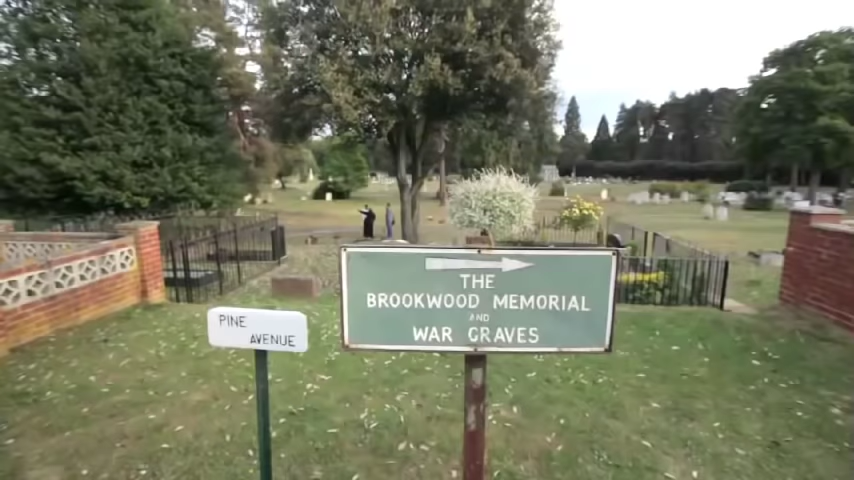 PINE
AVENUE
THE
BROOKWOOD MEMORIAL
AND
WAR GRAVES